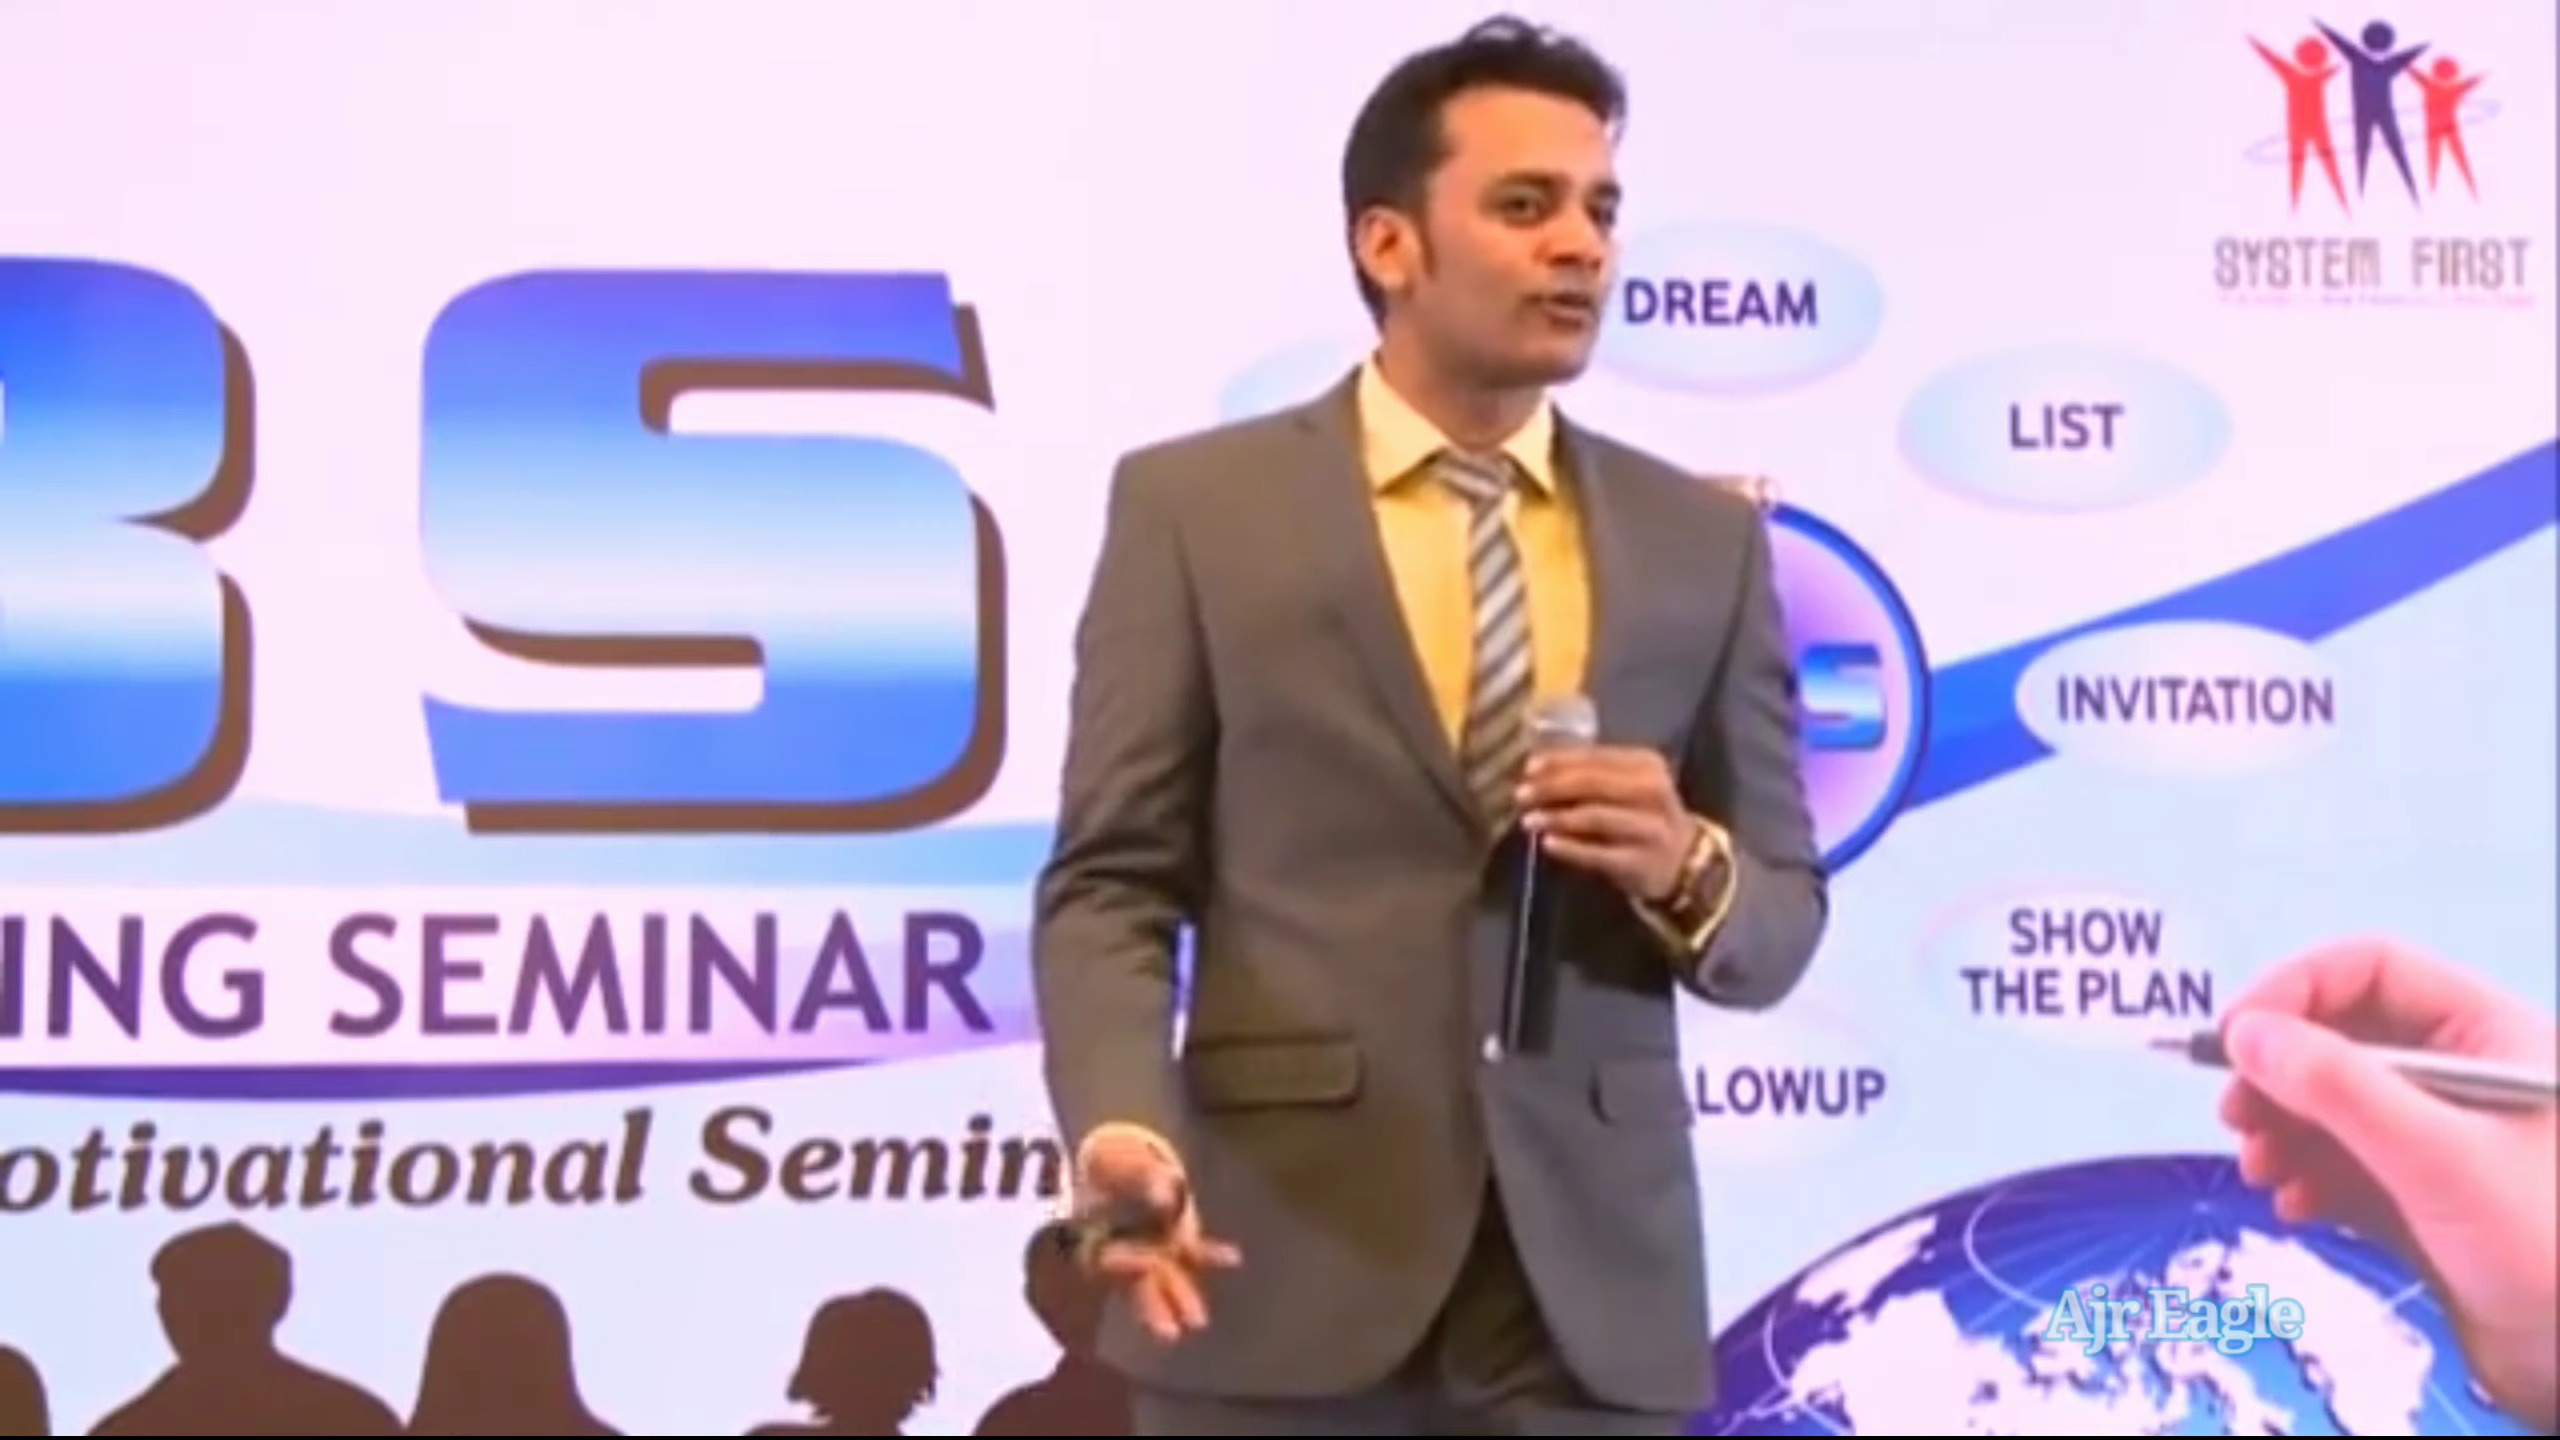 BS
ING SEMINAR
otivational Semin
SYSTEM FIRST
DREAM
LIST
INVITATION
SHOW
THE PLAN
LOWUP
S
Ajr Eagle